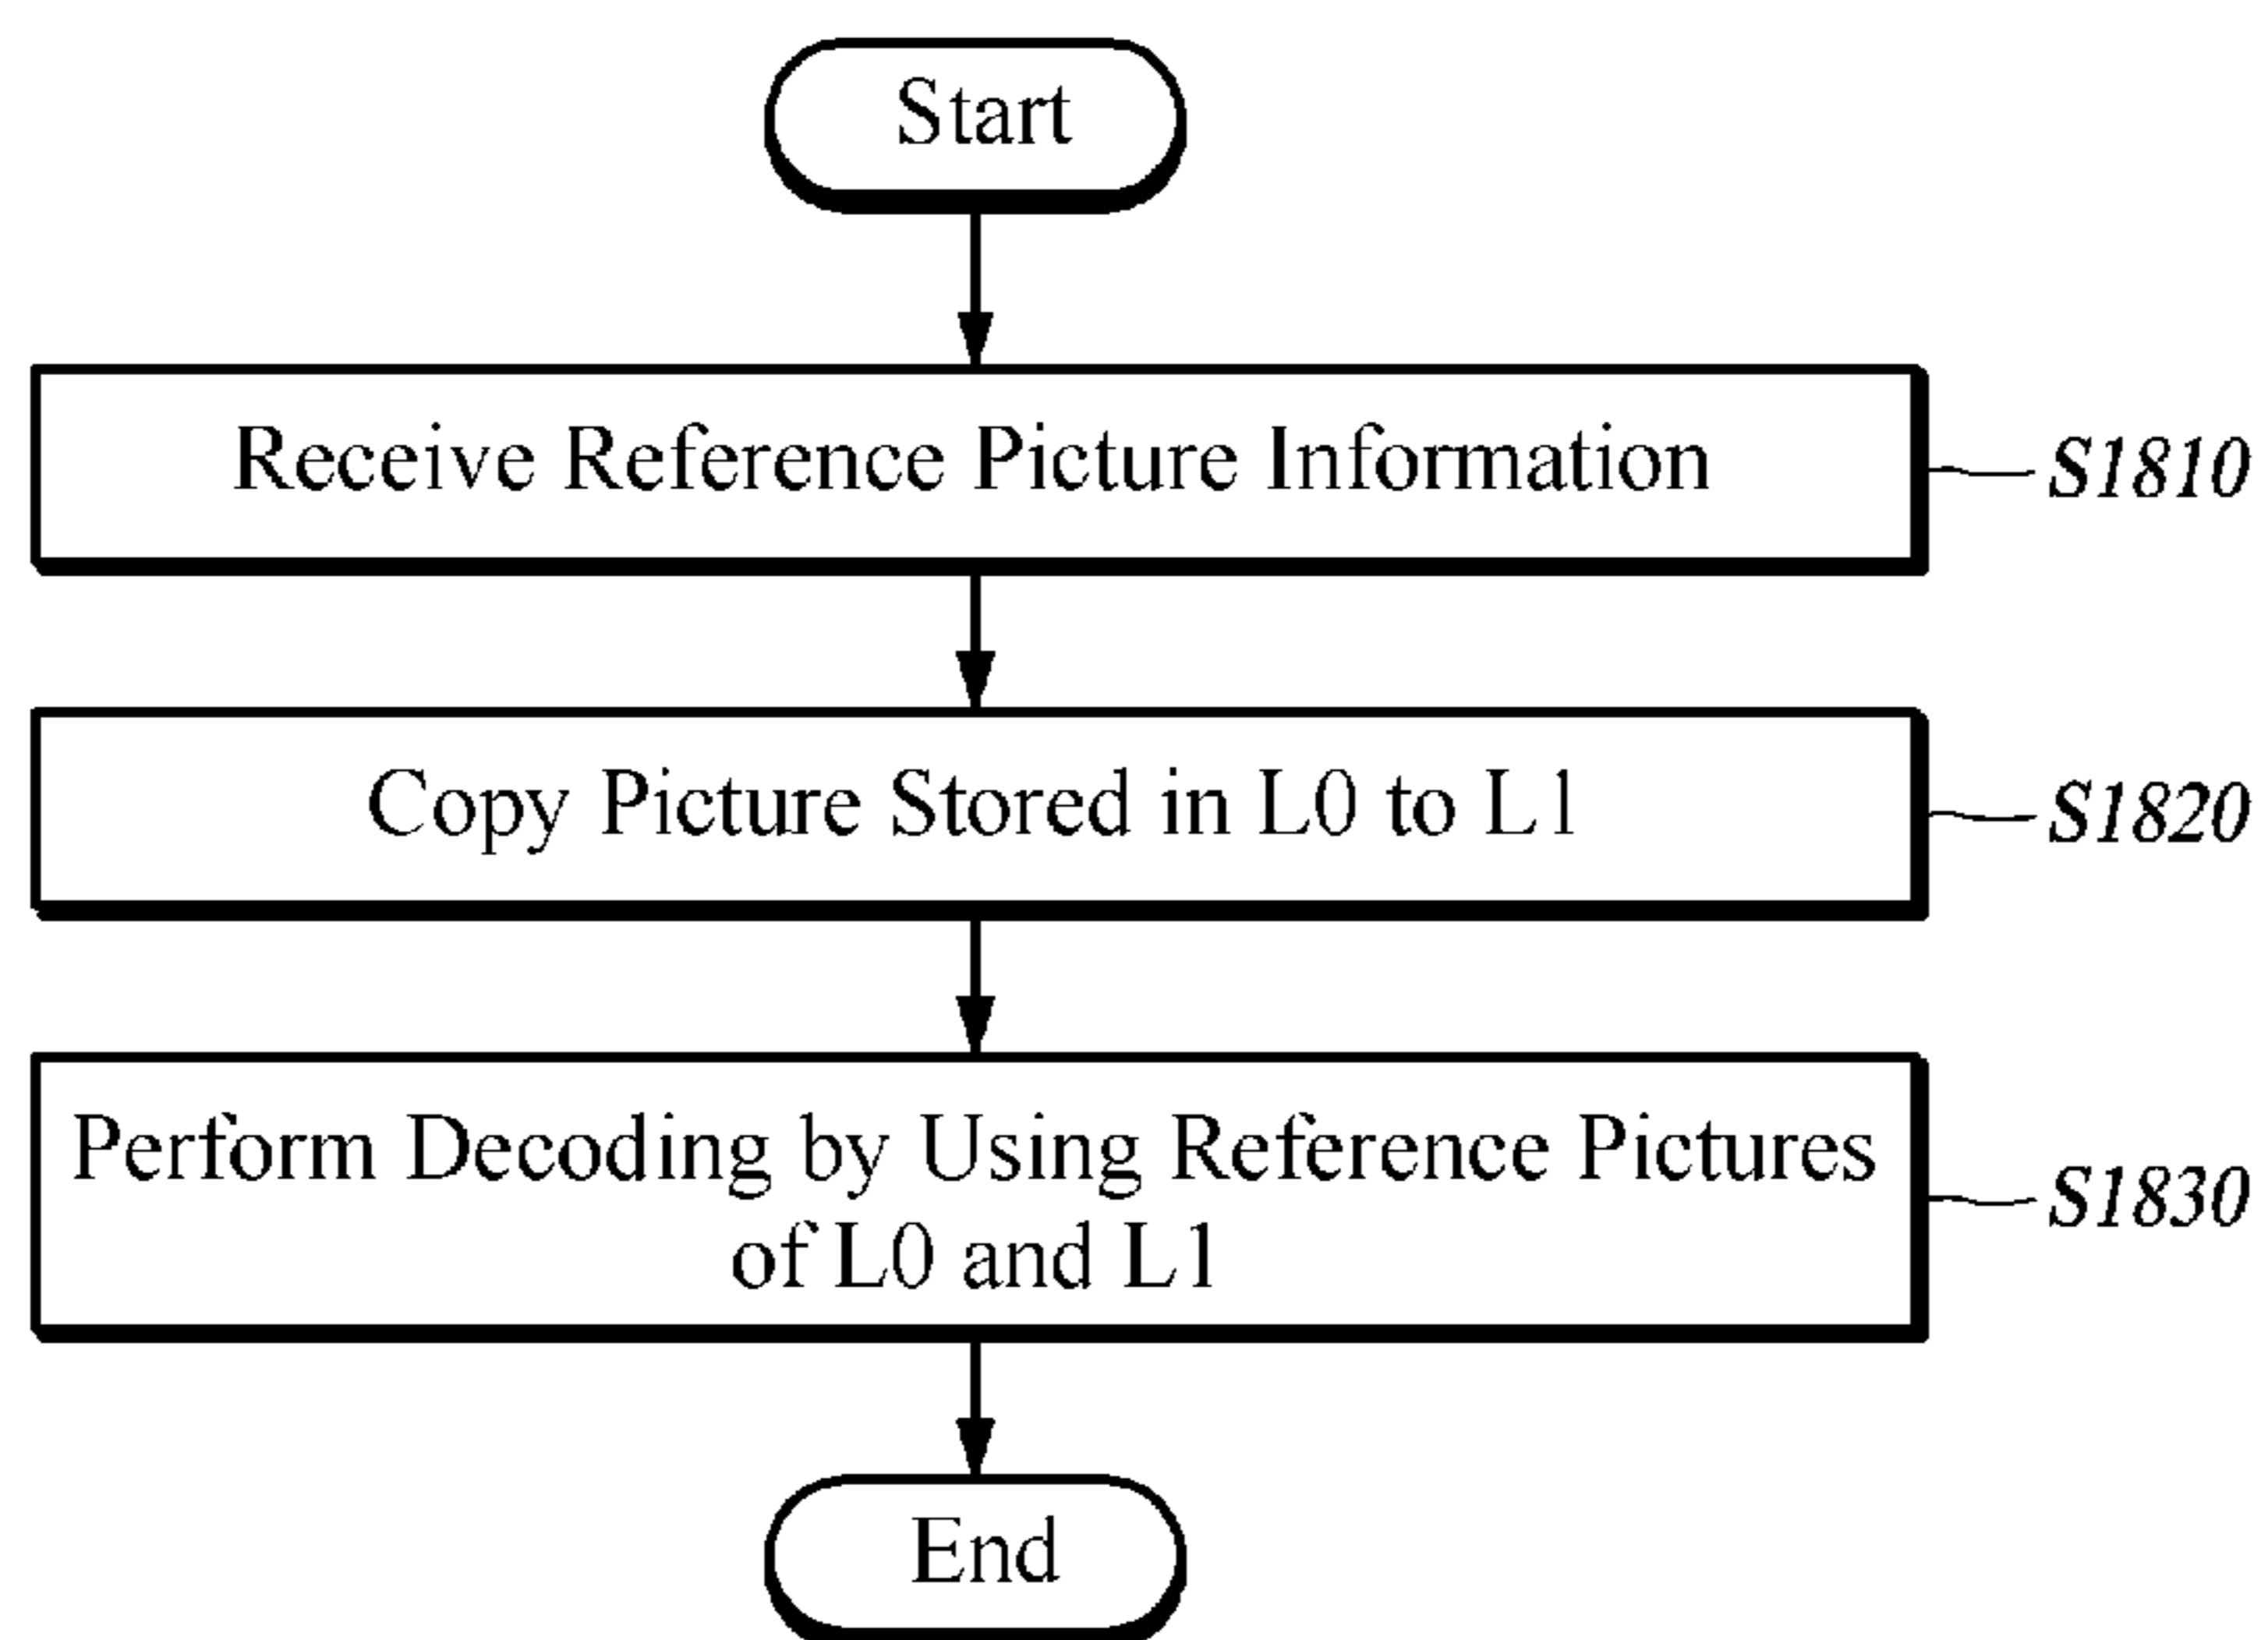 Start
Receive Reference Picture Information
S1810
Copy Picture Stored in L0 to L1
S1820
Perform Decoding by Using Reference Pictures
of L0 and L1
S1830
End